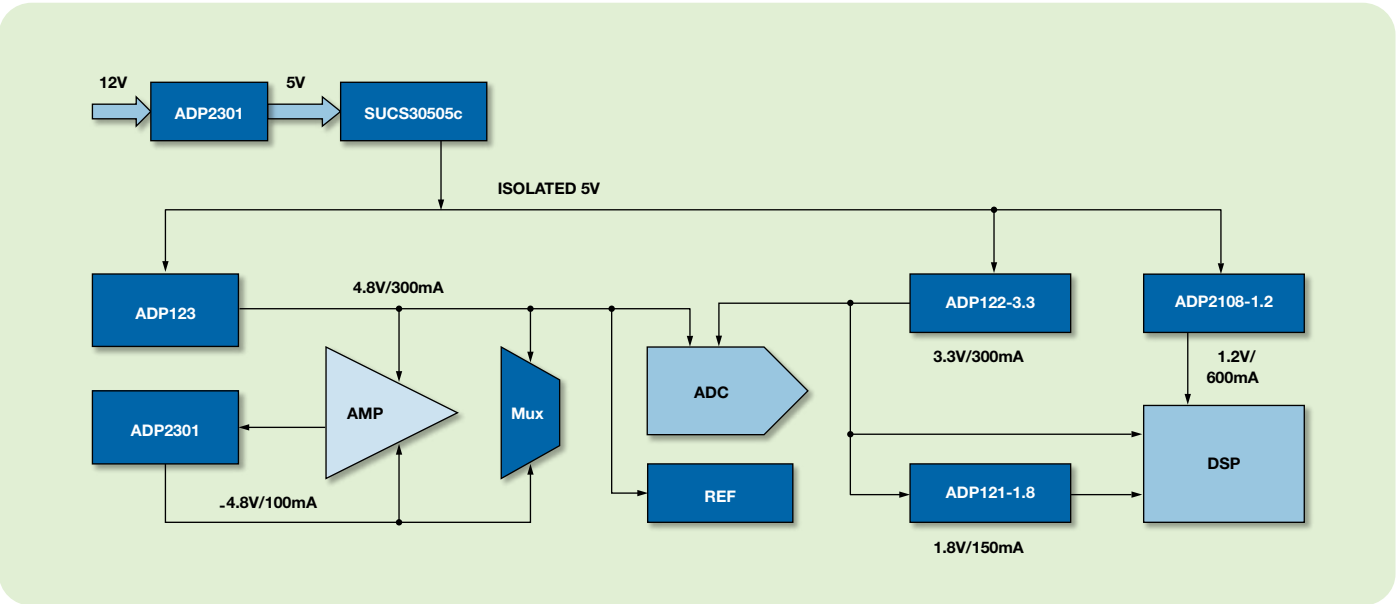 12V
ADP2301
5V
SUCS30505c
ISOLATED 5V
ADP123
4.8V/300mA
ADP122-3.3
3.3V/300mA
ADP2108-1.2
1.2V/
600mA
AMP
Mux
ADC
ADP2301
-4.8V/100mA
REF
ADP121-1.8
1.8V/150mA
DSP